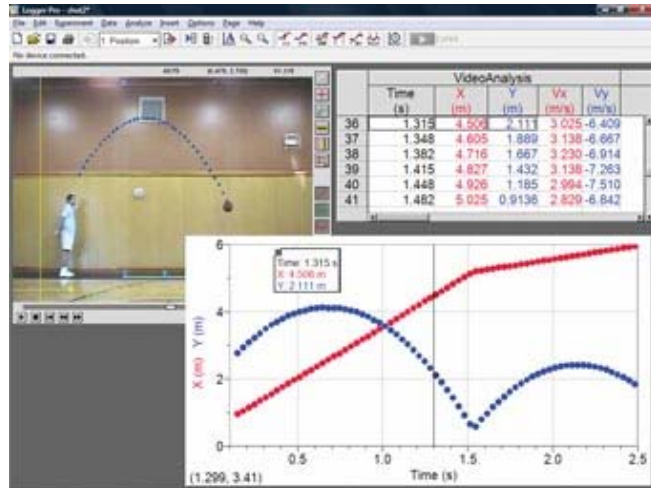 Logger Pro - shot2*
File Edit Experiment Data Analyze Insert Options Page Help
1: Position
No device connected.
VideoAnalysis
Time X Y Vx Vy
(s) (m) (m) (m/s) (m/s)
36 1.315 4.506 2.111 3.025 -6.409
37 1.348 4.605 1.889 3.138 -6.667
38 1.382 4.716 1.667 3.230 -6.914
39 1.415 4.827 1.432 3.138 -7.263
40 1.448 4.926 1.185 2.994 -7.510
41 1.482 5.025 0.9136 2.829 -6.842
Time: 1.315 s
X: 4.506 m
Y: 2.111 m
X (m) Y (m)
6
4
2
0
0.5 1.0 1.5 2.0 2.5
(1.299, 3.41)
Time (s)